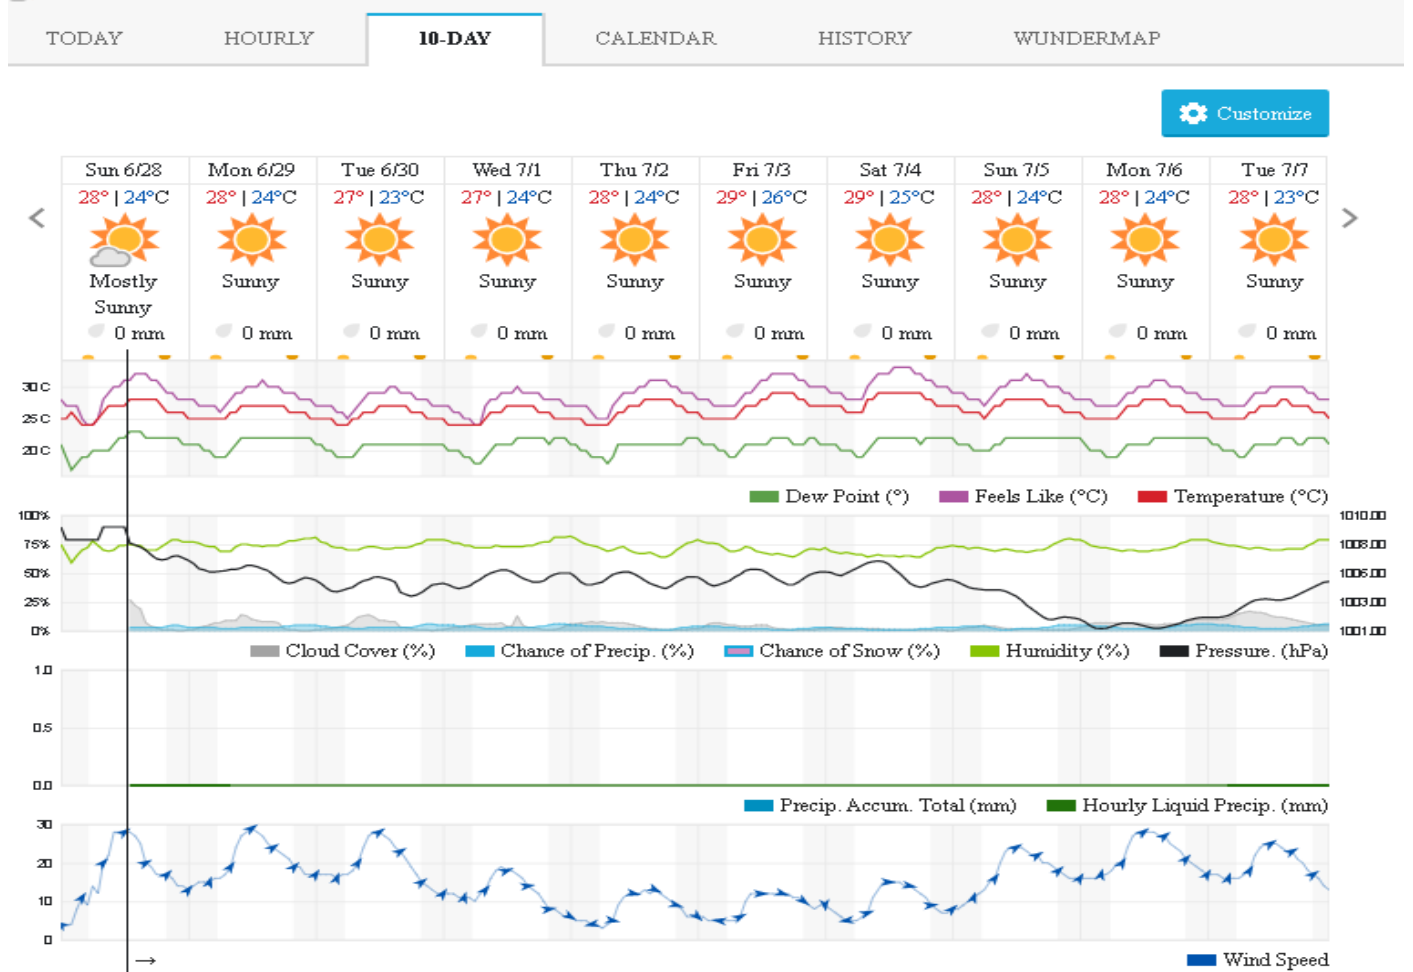 TODAY HOURLY 10-DAY CALENDAR HISTORY WUNDERMAP
Customize
Sun 6/28 Mon 6/29 Tue 6/30 Wed 7/1 Thu 7/2 Fri 7/3 Sat 7/4 Sun 7/5 Mon 7/6 Tue 7/7
28° | 24°C 28° | 24°C 27° | 23°C 27° | 24°C 28° | 24°C 29° | 26°C 29° | 25°C 28° | 24°C 28° | 24°C 28° | 23°C
Mostly Sunny Sunny Sunny Sunny Sunny Sunny Sunny Sunny Sunny
Sunny
0 mm 0 mm 0 mm 0 mm 0 mm 0 mm 0 mm 0 mm 0 mm 0 mm
30 C
25 C
20 C
Dew Point (°) Feels Like (°C) Temperature (°C)
100% 1010.00
75% 1008.00
50% 1006.00
25% 1003.00
0% 1001.00
Cloud Cover (%) Chance of Precip. (%) Chance of Snow (%) Humidity (%) Pressure. (hPa)
1.0
0.5
0.0
Precip. Accum. Total (mm) Hourly Liquid Precip. (mm)
30
20
10
0
Wind Speed